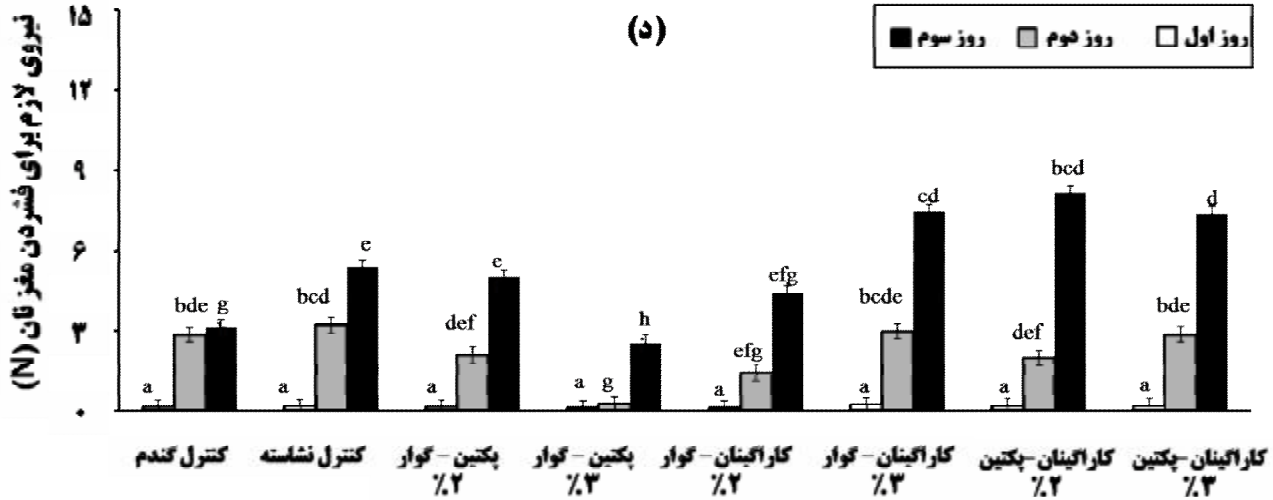 (د)
روز اول روز دوم روز سوم
نیروی لازم برای فشردن مغز نان (N)
۱۵
۱۲
۹
۶
۳
۰
a bde g
a bcd e
a def e
a g h
a efg efg
a bcde cd
a def bcd
a bde d
کنترل گندم
کنترل نشاسته
پکتین – گوار
٪۲
پکتین – گوار
٪۳
کاراگینان – گوار
٪۲
کاراگینان – گوار
٪۳
کاراگینان–پکتین
٪۲
کاراگینان–پکتین
٪۳